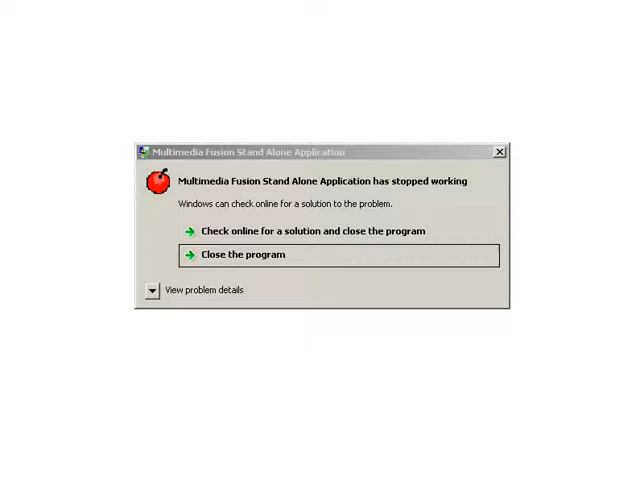 Multimedia Fusion Stand Alone Application
Multimedia Fusion Stand Alone Application has stopped working
Windows can check online for a solution to the problem.
Check online for a solution and close the program
Close the program
View problem details